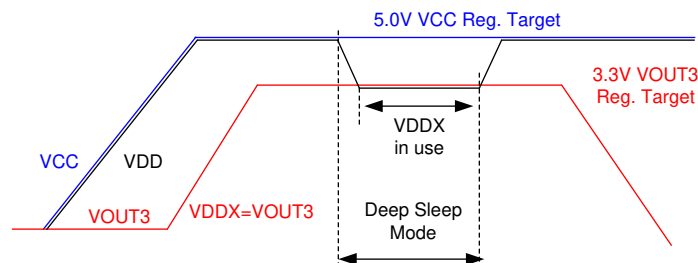 5.0V VCC Reg. Target
3.3V VOUT3
Reg. Target
VCC
VDD
VDDX
in use
VOUT3
VDDX=VOUT3
Deep Sleep
Mode